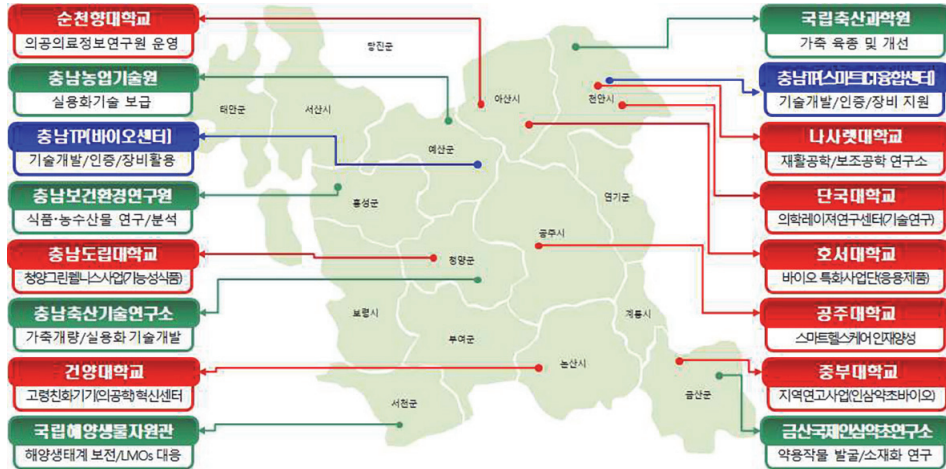 순천향대학교
의공의료정보연구원 운영
충남농업기술원
실용화기술 보급
충남TP(바이오센터)
기술개발/인증/장비활용
충남보건환경연구원
식품·농수산물 연구/분석
충남도립대학교
청양그린웰니스사업(기능성식품)
충남축산기술연구소
가축개량/실용화 기술개발
건양대학교
고령친화기기(의공학) 혁신센터
국립해양생물자원관
해양생태계 보전/LMOs 대응
당진군
태안군
서산시
아산시
천안시
예산군
홍성군
연기군
공주시
청양군
보령시
부여군
계룡시
논산시
서천군
금산군
국립축산과학원
가축 육종 및 개선
충남TP(스마트ICT융합센터)
기술개발/인증/장비 지원
나사렛대학교
재활공학/보조공학 연구소
단국대학교
의학레이저연구센터(기술연구)
호서대학교
바이오 특화사업단(응용제품)
공주대학교
스마트헬스케어 인재양성
중부대학교
지역연고사업(인삼약초바이오)
금산국제인삼약초연구소
약용작물 발굴/소재화 연구